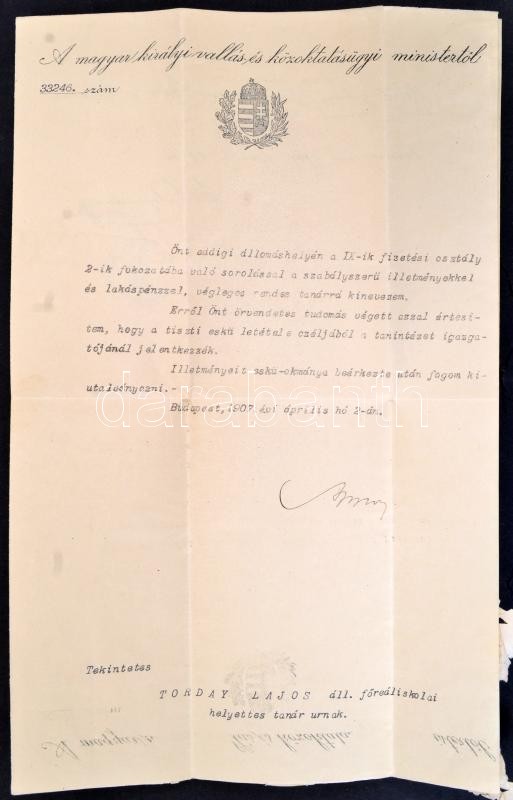 A magyar királyi vallás és közoktatásügyi ministertől
33246. szám
Önt eddigi állomáshelyén a IX-ik fizetési osztály
2-ik fokozatába való sorolással a szabályszerű illetményekkel
és lakáspénzzel, végleges rendes tanárrá kinevezem.
Erről Önt örvendetes tudomás végett azzal értesi-
tem, hogy a tiszti eskü letétele czéljából a tanintézet igazga-
tójánál jelentkezzék.
Illetményeit eskü-okmánya beérkezte után fogom ki-
utalványozni.-
darabanth
Budapest, 1907 évi április hó 2-án.
Tekintetes
TORDAY LAJOS áll. főreáliskolai
helyettes tanár urnak.